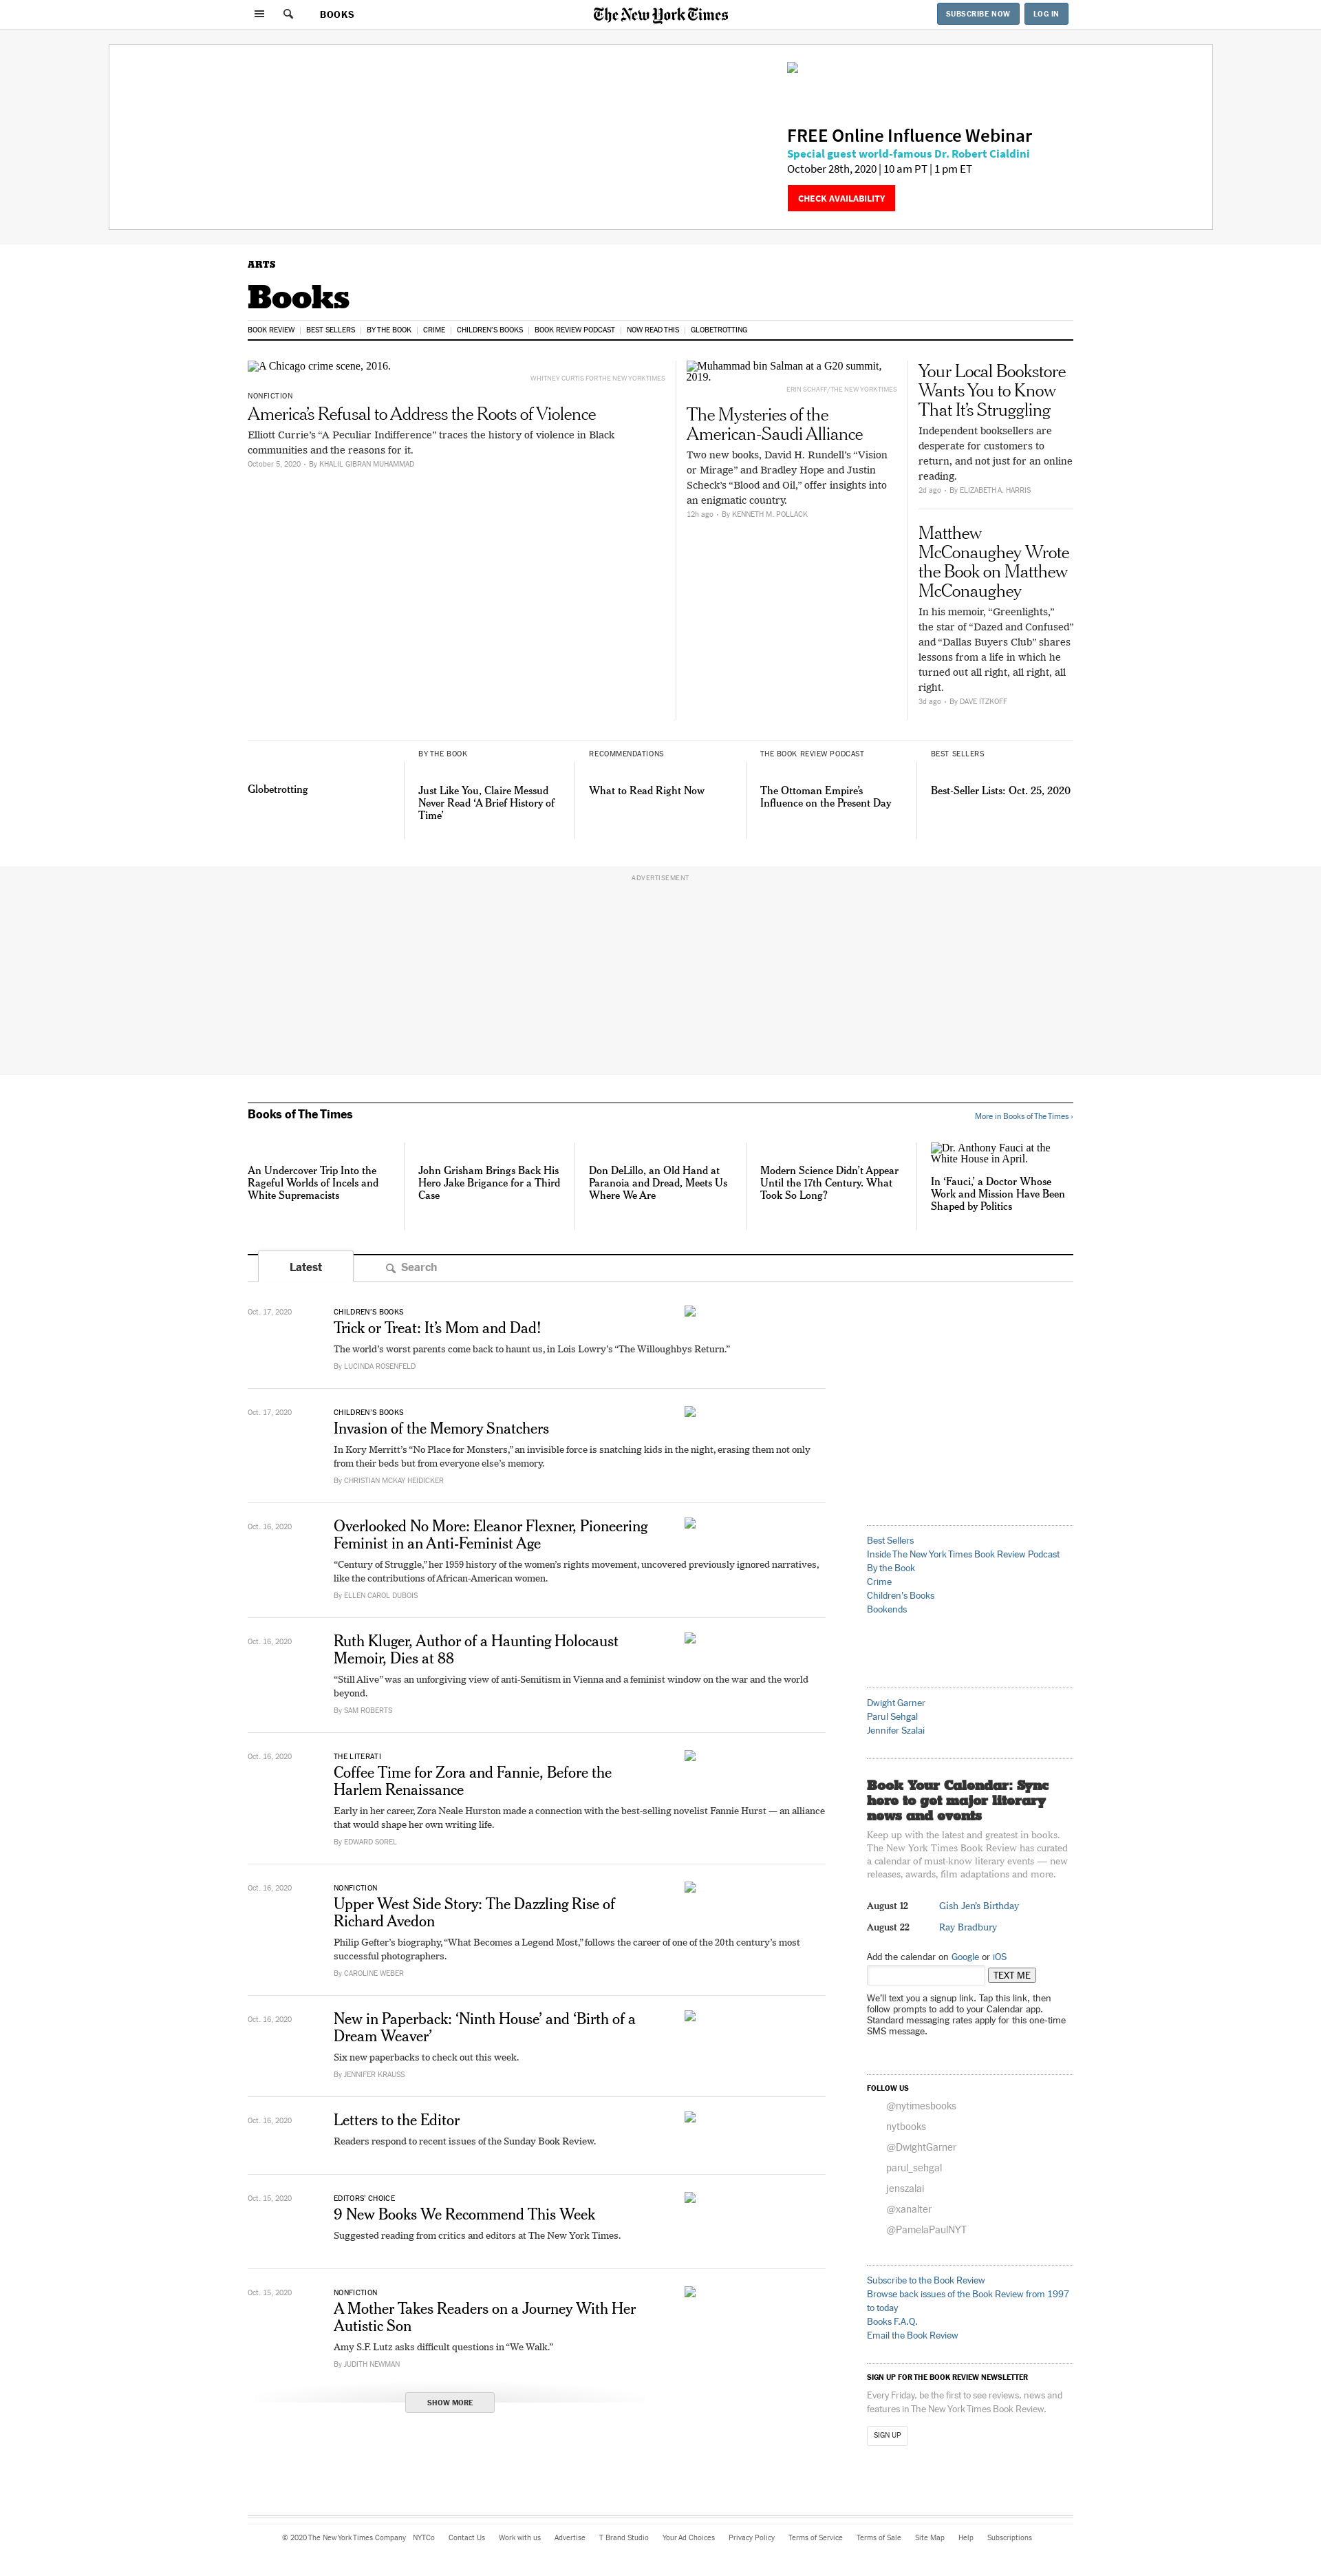 BOOKS
The New York Times
SUBSCRIBE NOW
LOG IN
FREE Online Influence Webinar
Special guest world-famous Dr. Robert Cialdini
October 28th, 2020 | 10 am PT | 1 pm ET
CHECK AVAILABILITY
ARTS
Books
BOOK REVIEW | BEST SELLERS | BY THE BOOK | CRIME | CHILDREN'S BOOKS | BOOK REVIEW PODCAST | NOW READ THIS | GLOBETROTTING
A Chicago crime scene, 2016.
WHITNEY CURTIS FOR THE NEW YORK TIMES
NONFICTION
America’s Refusal to Address the Roots of Violence
Elliott Currie’s “A Peculiar Indifference” traces the history of violence in Black
communities and the reasons for it.
October 5, 2020 - By KHALIL GIBRAN MUHAMMAD
Muhammad bin Salman at a G20 summit,
2019.
ERIN SCHAFF/THE NEW YORK TIMES
The Mysteries of the
American-Saudi Alliance
Two new books, David H. Rundell’s “Vision
or Mirage” and Bradley Hope and Justin
Scheck’s “Blood and Oil,” offer insights into
an enigmatic country.
12h ago - By KENNETH M. POLLACK
Your Local Bookstore
Wants You to Know
That It’s Struggling
Independent booksellers are
desperate for customers to
return, and not just for an online
reading.
2d ago - By ELIZABETH A. HARRIS
Matthew
McConaughey Wrote
the Book on Matthew
McConaughey
In his memoir, “Greenlights,”
the star of “Dazed and Confused”
and “Dallas Buyers Club” shares
lessons from a life in which he
turned out all right, all right, all
right.
3d ago - By DAVE ITZKOFF
Globetrotting
BY THE BOOK
Just Like You, Claire Messud
Never Read ‘A Brief History of
Time’
RECOMMENDATIONS
What to Read Right Now
THE BOOK REVIEW PODCAST
The Ottoman Empire’s
Influence on the Present Day
BEST SELLERS
Best-Seller Lists: Oct. 25, 2020
ADVERTISEMENT
Books of The Times
More in Books of The Times ›
An Undercover Trip Into the
Rageful Worlds of Incels and
White Supremacists
John Grisham Brings Back His
Hero Jake Brigance for a Third
Case
Don DeLillo, an Old Hand at
Paranoia and Dread, Meets Us
Where We Are
Modern Science Didn’t Appear
Until the 17th Century. What
Took So Long?
Dr. Anthony Fauci at the
White House in April.
In ‘Fauci,’ a Doctor Whose
Work and Mission Have Been
Shaped by Politics
Latest
Search
Oct. 17, 2020
CHILDREN’S BOOKS
Trick or Treat: It’s Mom and Dad!
The world’s worst parents come back to haunt us, in Lois Lowry’s “The Willoughbys Return.”
By LUCINDA ROSENFELD
Oct. 17, 2020
CHILDREN’S BOOKS
Invasion of the Memory Snatchers
In Kory Merritt’s “No Place for Monsters,” an invisible force is snatching kids in the night, erasing them not only
from their beds but from everyone else’s memory.
By CHRISTIAN MCKAY HEIDICKER
Oct. 16, 2020
Overlooked No More: Eleanor Flexner, Pioneering
Feminist in an Anti-Feminist Age
“Century of Struggle,” her 1959 history of the women’s rights movement, uncovered previously ignored narratives,
like the contributions of African-American women.
By ELLEN CAROL DUBOIS
Oct. 16, 2020
Ruth Kluger, Author of a Haunting Holocaust
Memoir, Dies at 88
“Still Alive” was an unforgiving view of anti-Semitism in Vienna and a feminist window on the war and the world
beyond.
By SAM ROBERTS
Oct. 16, 2020
THE LITERATI
Coffee Time for Zora and Fannie, Before the
Harlem Renaissance
Early in her career, Zora Neale Hurston made a connection with the best-selling novelist Fannie Hurst — an alliance
that would shape her own writing life.
By EDWARD SOREL
Oct. 16, 2020
NONFICTION
Upper West Side Story: The Dazzling Rise of
Richard Avedon
Philip Gefter’s biography, “What Becomes a Legend Most,” follows the career of one of the 20th century’s most
successful photographers.
By CAROLINE WEBER
Oct. 16, 2020
New in Paperback: ‘Ninth House’ and ‘Birth of a
Dream Weaver’
Six new paperbacks to check out this week.
By JENNIFER KRAUSS
Oct. 16, 2020
Letters to the Editor
Readers respond to recent issues of the Sunday Book Review.
Oct. 15, 2020
EDITORS’ CHOICE
9 New Books We Recommend This Week
Suggested reading from critics and editors at The New York Times.
Oct. 15, 2020
NONFICTION
A Mother Takes Readers on a Journey With Her
Autistic Son
Amy S.F. Lutz asks difficult questions in “We Walk.”
By JUDITH NEWMAN
SHOW MORE
Best Sellers
Inside The New York Times Book Review Podcast
By the Book
Crime
Children's Books
Bookends
Dwight Garner
Parul Sehgal
Jennifer Szalai
Book Your Calendar: Sync
here to get major literary
news and events
Keep up with the latest and greatest in books.
The New York Times Book Review has curated
a calendar of must-know literary events — new
releases, awards, film adaptations and more.
August 12 Gish Jen's Birthday
August 22 Ray Bradbury
Add the calendar on Google or iOS
TEXT ME
We’ll text you a signup link. Tap this link, then
follow prompts to add to your Calendar app.
Standard messaging rates apply for this one-time
SMS message.
FOLLOW US
@nytimesbooks
nytbooks
@DwightGarner
parul_sehgal
jenszalai
@xanalter
@PamelaPaulNYT
Subscribe to the Book Review
Browse back issues of the Book Review from 1997
to today
Books F.A.Q.
Email the Book Review
SIGN UP FOR THE BOOK REVIEW NEWSLETTER
Every Friday, be the first to see reviews, news and
features in The New York Times Book Review.
SIGN UP
© 2020 The New York Times Company NYTCo Contact Us Work with us Advertise T Brand Studio Your Ad Choices Privacy Policy Terms of Service Terms of Sale Site Map Help Subscriptions